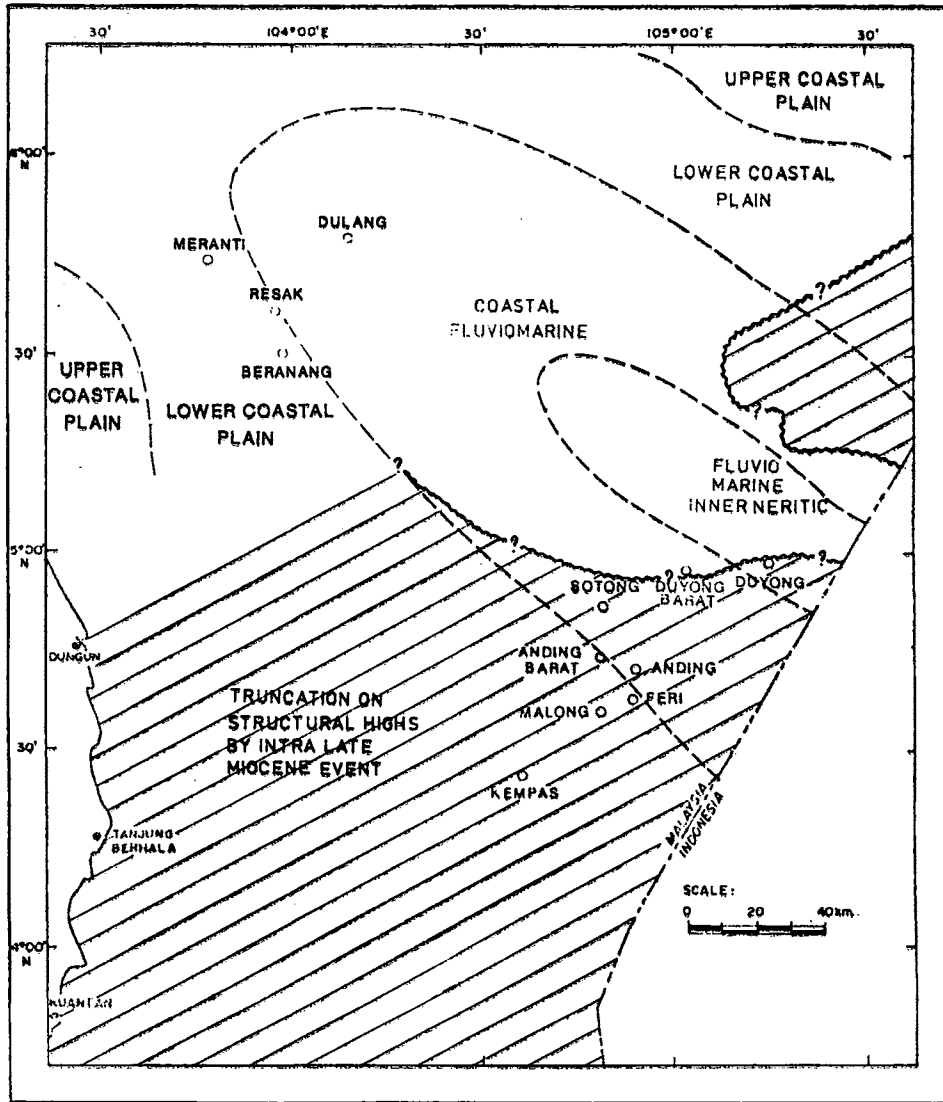 30' 104°00'E 30' 105°00'E 30'
UPPER COASTAL
PLAIN
6°00'
N
LOWER COASTAL
PLAIN
DULANG
MERANTI
RESAK
?
COASTAL
FLUVIOMARINE
?
30'
BERANANG
UPPER
COASTAL
PLAIN
LOWER COASTAL
PLAIN
?
?
FLUVIO
MARINE
INNER NERITIC
?
5°00'
N
?
?
?
SOTONG
DUYONG
BARAT
DUYONG
DUNGUN
ANDING
BARAT
ANDING
FERI
MALONG
TRUNCATION ON
STRUCTURAL HIGHS
BY INTRA LATE
MIOCENE EVENT
30'
KEMPAS
MALAYSIA
INDONESIA
TANJUNG
BERHALA
SCALE:
0 20 40km.
4°00'
N
KUANTAN